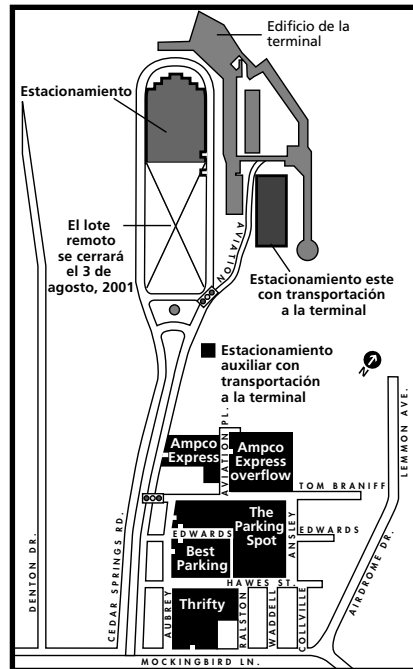 Edificio de la
terminal
Estacionamiento
El lote
remoto
se cerrará
el 3 de
agosto, 2001
AVIATION
Estacionamiento este
con transportación
a la terminal
Estacionamiento
auxiliar con
transportación
a la terminal
N
LEMMON AVE.
AVIATION PL.
Ampco
Express
Ampco
Express
overflow
TOM BRANIFF
The
Parking
Spot
EDWARDS
ANSLEY
EDWARDS
Best
Parking
HAWES ST.
DENTON DR.
CEDAR SPRINGS RD.
AUBREY
Thrifty
RALSTON
WADDELL
COLLVILLE
AIRDROME DR.
MOCKINGBIRD LN.